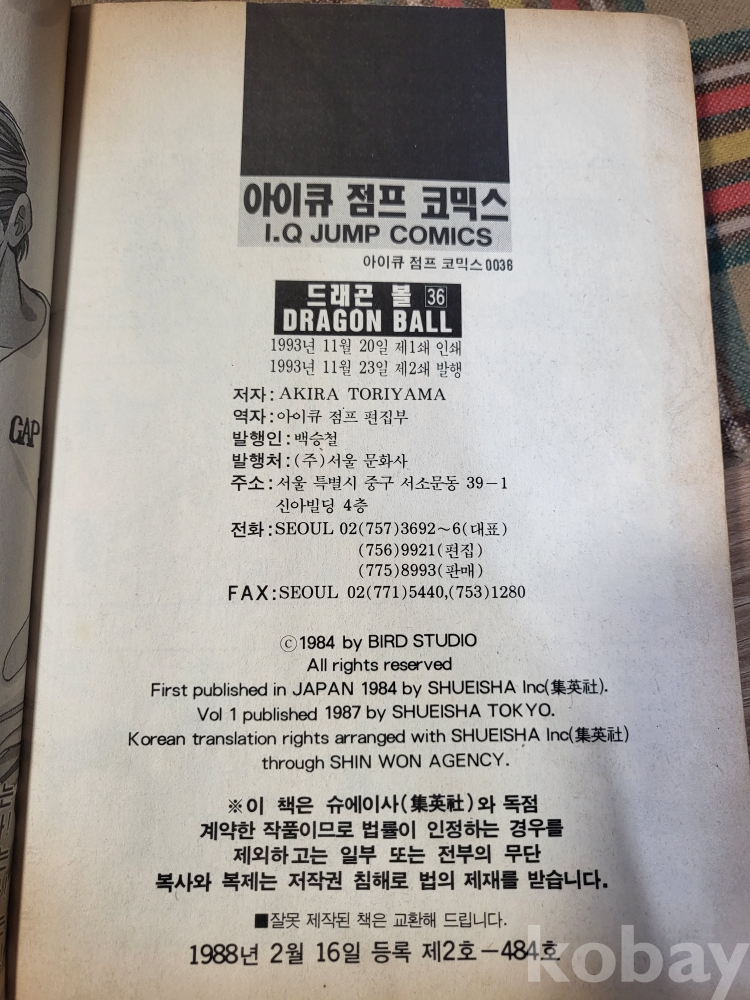 아이큐 점프 코믹스
I.Q JUMP COMICS
아이큐 점프 코믹스0036
드래곤 볼 36
DRAGON BALL
1993년 11월 20일 제1쇄 인쇄
1993년 11월 23일 제2쇄 발행
저자:AKIRA TORIYAMA
역자:아이큐 점프 편집부
발행인:백승철
발행처:(주)서울 문화사
주소:서울 특별시 중구 서소문동 39-1
신아빌딩 4층
전화:SEOUL 02(757)3692~6(대표)
(756)9921(편집)
(775)8993(판매)
FAX:SEOUL 02(771)5440,(753)1280
ⓒ1984 by BIRD STUDIO
All rights reserved
First published in JAPAN 1984 by SHUEISHA Inc(集英社).
Vol 1 published 1987 by SHUEISHA TOKYO.
Korean translation rights arranged with SHUEISHA Inc(集英社)
through SHIN WON AGENCY.
※이 책은 슈에이사(集英社)와 독점
계약한 작품이므로 법률이 인정하는 경우를
제외하고는 일부 또는 전부의 무단
복사와 복제는 저작권 침해로 법의 제재를 받습니다.
■잘못 제작된 책은 교환해 드립니다.
1988년 2월 16일 등록 제2호-484호
kobay
GAP